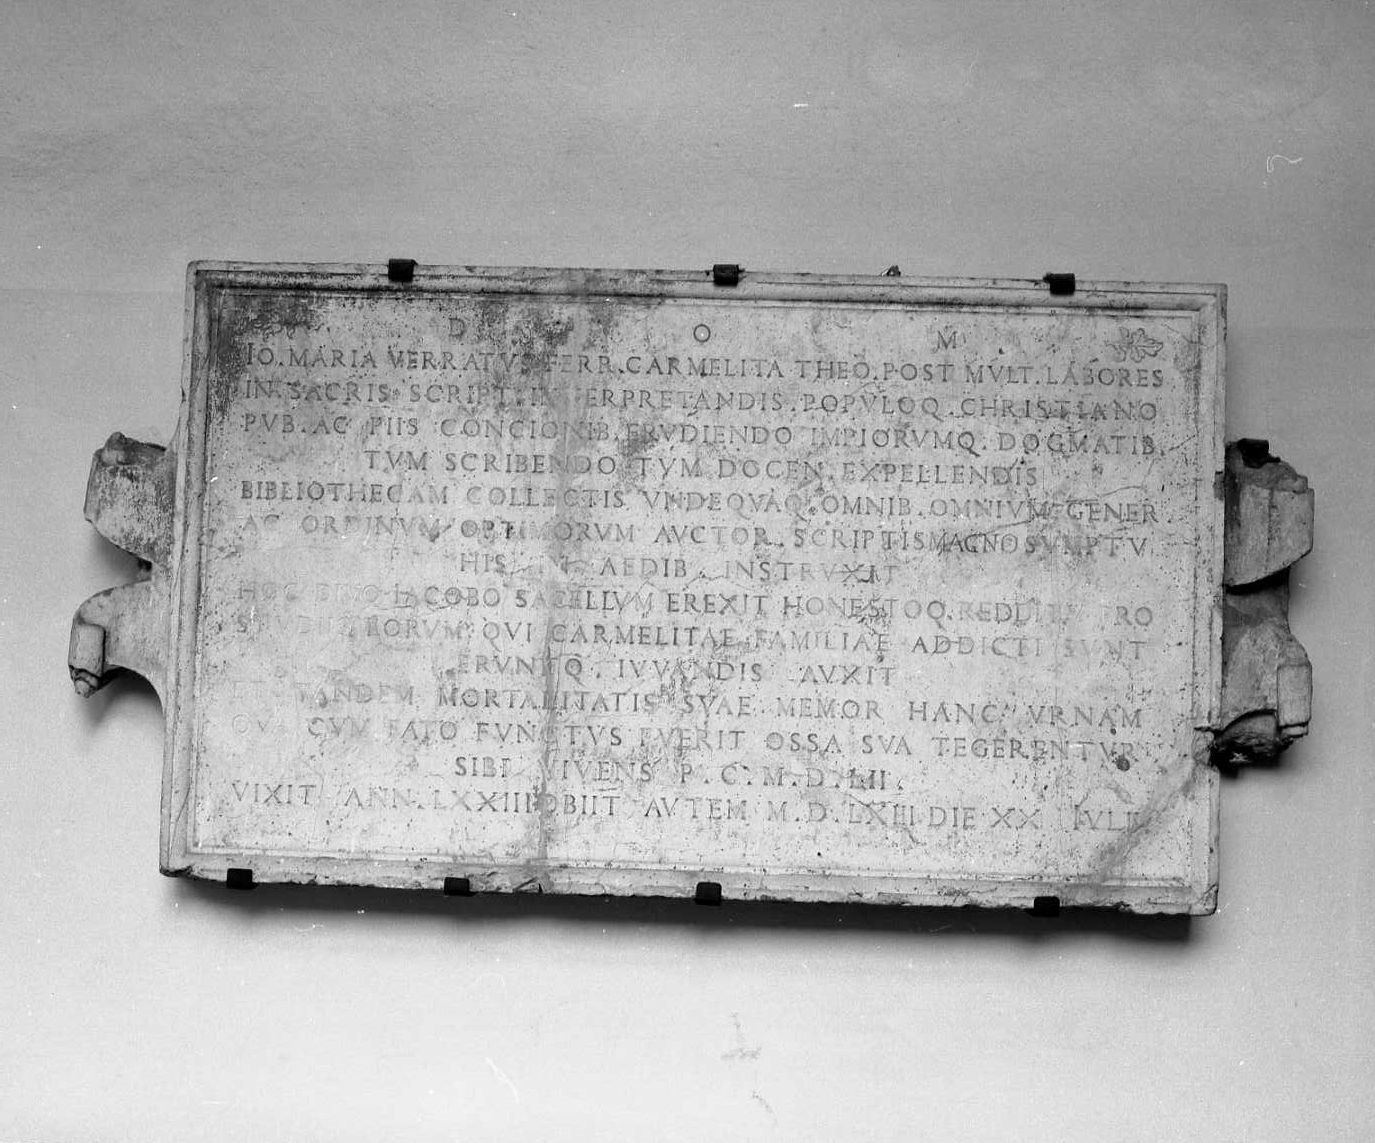 D O M
IO.MARIA VERRATVS FERR.CARMELITA THEO.POST MVLT.LABORES
IN SACRIS SCRIPT. POPVLOQ.CHRISTIANO
PVB.AC PIIS CONCIONIB.ERVDIENDO IMPIORVMQ.DOGMATIB.
TVM SCRIBENDO TVM DOCEN.EXPELLENDIS
BIBLIOTHECAM COLLECTIS VNDEQVAQ.OMNIB.OMNIVM GENER
AC ORDINVM OPTIMORVM AVCTOR.SCRIPTIS MAGNO SVMPTV
HIS IN AEDIB. INSTRVXIT
HOC DIVO IACOBO SACELLVM EREXIT HONESTOQ.REDDITV PRO
QVI CARMELITAE FAMILIAE ADDICTI SVNT
ERVNTQ.IVVANDIS AVXIT
ET TANDEM MORTALITATIS SVAE MEMOR HANC VRNAM
QVA CVM FATO FVNCTVS FVERIT OSSA SVA TEGERENTVR
SIBI VIVENS P.C.M.D.LII.
VIXIT ANN.LXXIII OBIIT AVTEM M.D.LXIII DIE XX IVLII